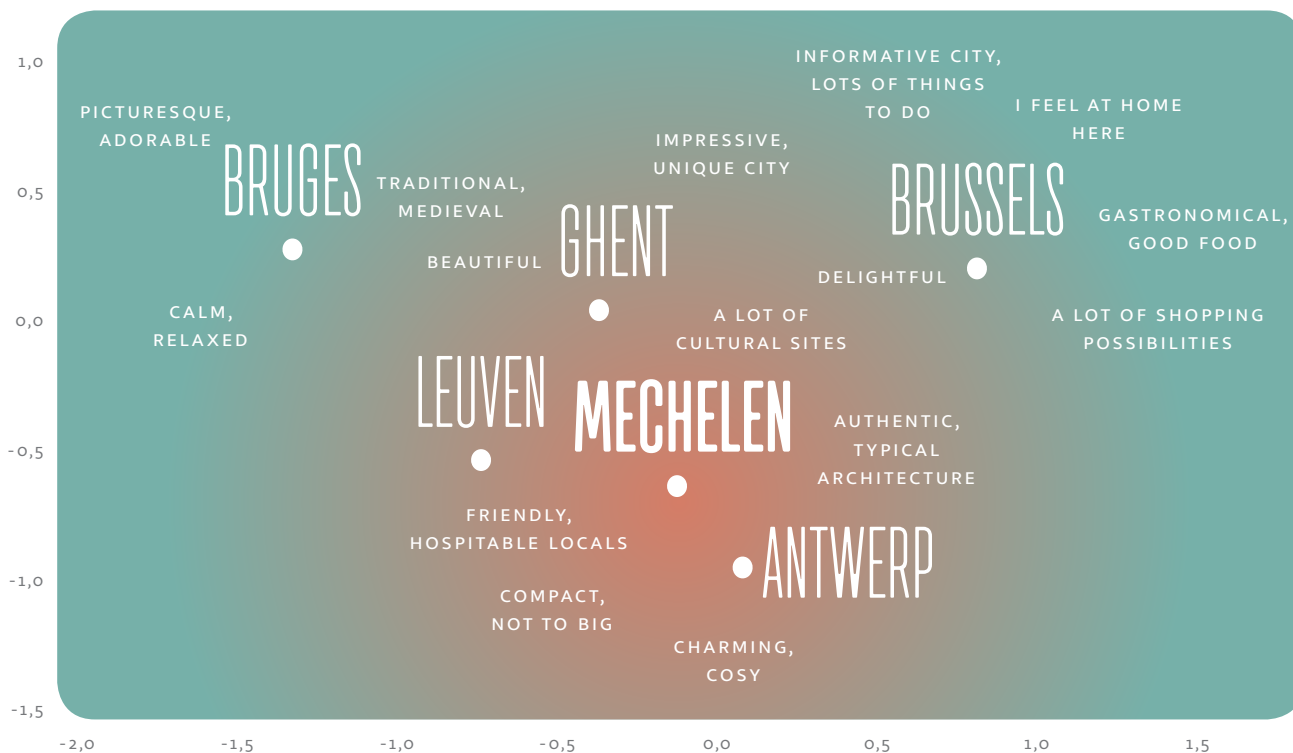 1,0
INFORMATIVE CITY,
LOTS OF THINGS
TO DO
I FEEL AT HOME
HERE
PICTURESQUE,
ADORABLE
IMPRESSIVE,
UNIQUE CITY
BRUGES
TRADITIONAL,
MEDIEVAL
0,5
BRUSSELS
GHENT
GASTRONOMICAL,
GOOD FOOD
BEAUTIFUL
DELIGHTFUL
CALM,
RELAXED
0,0
A LOT OF
CULTURAL SITES
A LOT OF SHOPPING
POSSIBILITIES
LEUVEN
MECHELEN
AUTHENTIC,
TYPICAL
ARCHITECTURE
-0,5
FRIENDLY,
HOSPITABLE LOCALS
ANTWERP
-1,0
COMPACT,
NOT TO BIG
CHARMING,
COSY
-1,5
-2,0 -1,5 -1,0 -0,5 0,0 0,5 1,0 1,5